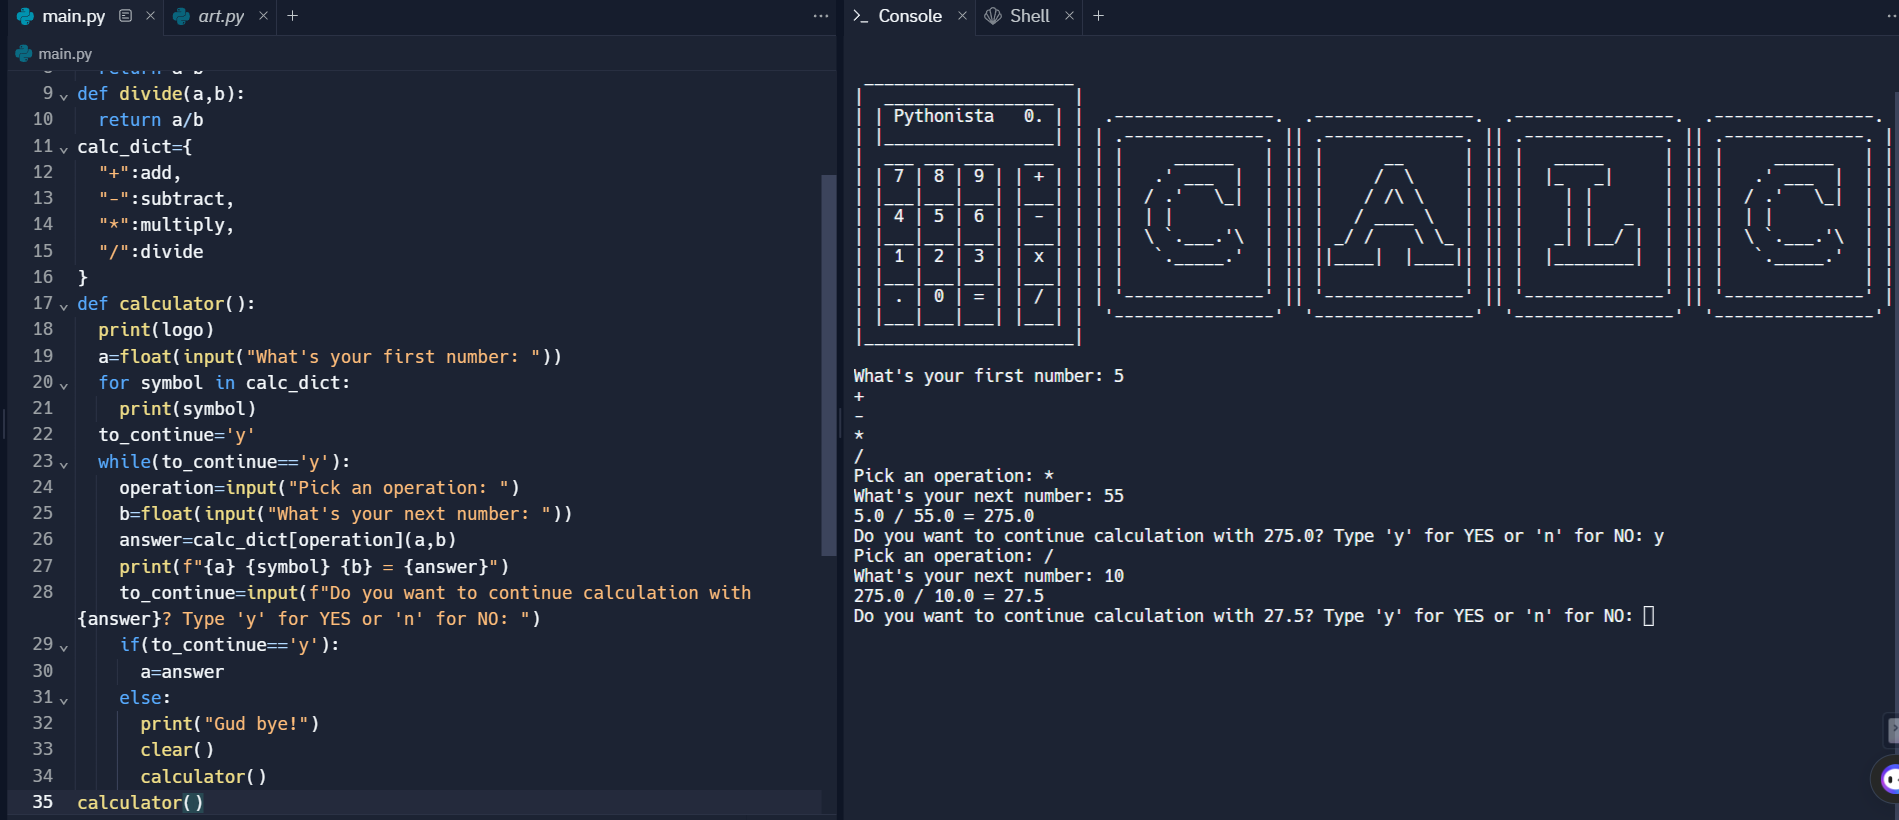 main.py
art.py
main.py
8 return a-b
9 def divide(a,b):
10 return a/b
11 calc_dict={
12 "+":add,
13 "-":subtract,
14 "*":multiply,
15 "/":divide
16 }
17 def calculator():
18 print(logo)
19 a=float(input("What's your first number: "))
20 for symbol in calc_dict:
21 print(symbol)
22 to_continue='y'
23 while(to_continue=='y'):
24 operation=input("Pick an operation: ")
25 b=float(input("What's your next number: "))
26 answer=calc_dict[operation](a,b)
27 print(f"{a} {symbol} {b} = {answer}")
28 to_continue=input(f"Do you want to continue calculation with
{answer}? Type 'y' for YES or 'n' for NO: ")
29 if(to_continue=='y'):
30 a=answer
31 else:
32 print("Gud bye!")
33 clear()
34 calculator()
35 calculator()
Console
Shell
Pythonista 0.
7 8 9 +
4 5 6 -
1 2 3 x
. 0 = /
CALC
What's your first number: 5
+
-
*
/
Pick an operation: *
What's your next number: 55
5.0 / 55.0 = 275.0
Do you want to continue calculation with 275.0? Type 'y' for YES or 'n' for NO: y
Pick an operation: /
What's your next number: 10
275.0 / 10.0 = 27.5
Do you want to continue calculation with 27.5? Type 'y' for YES or 'n' for NO: